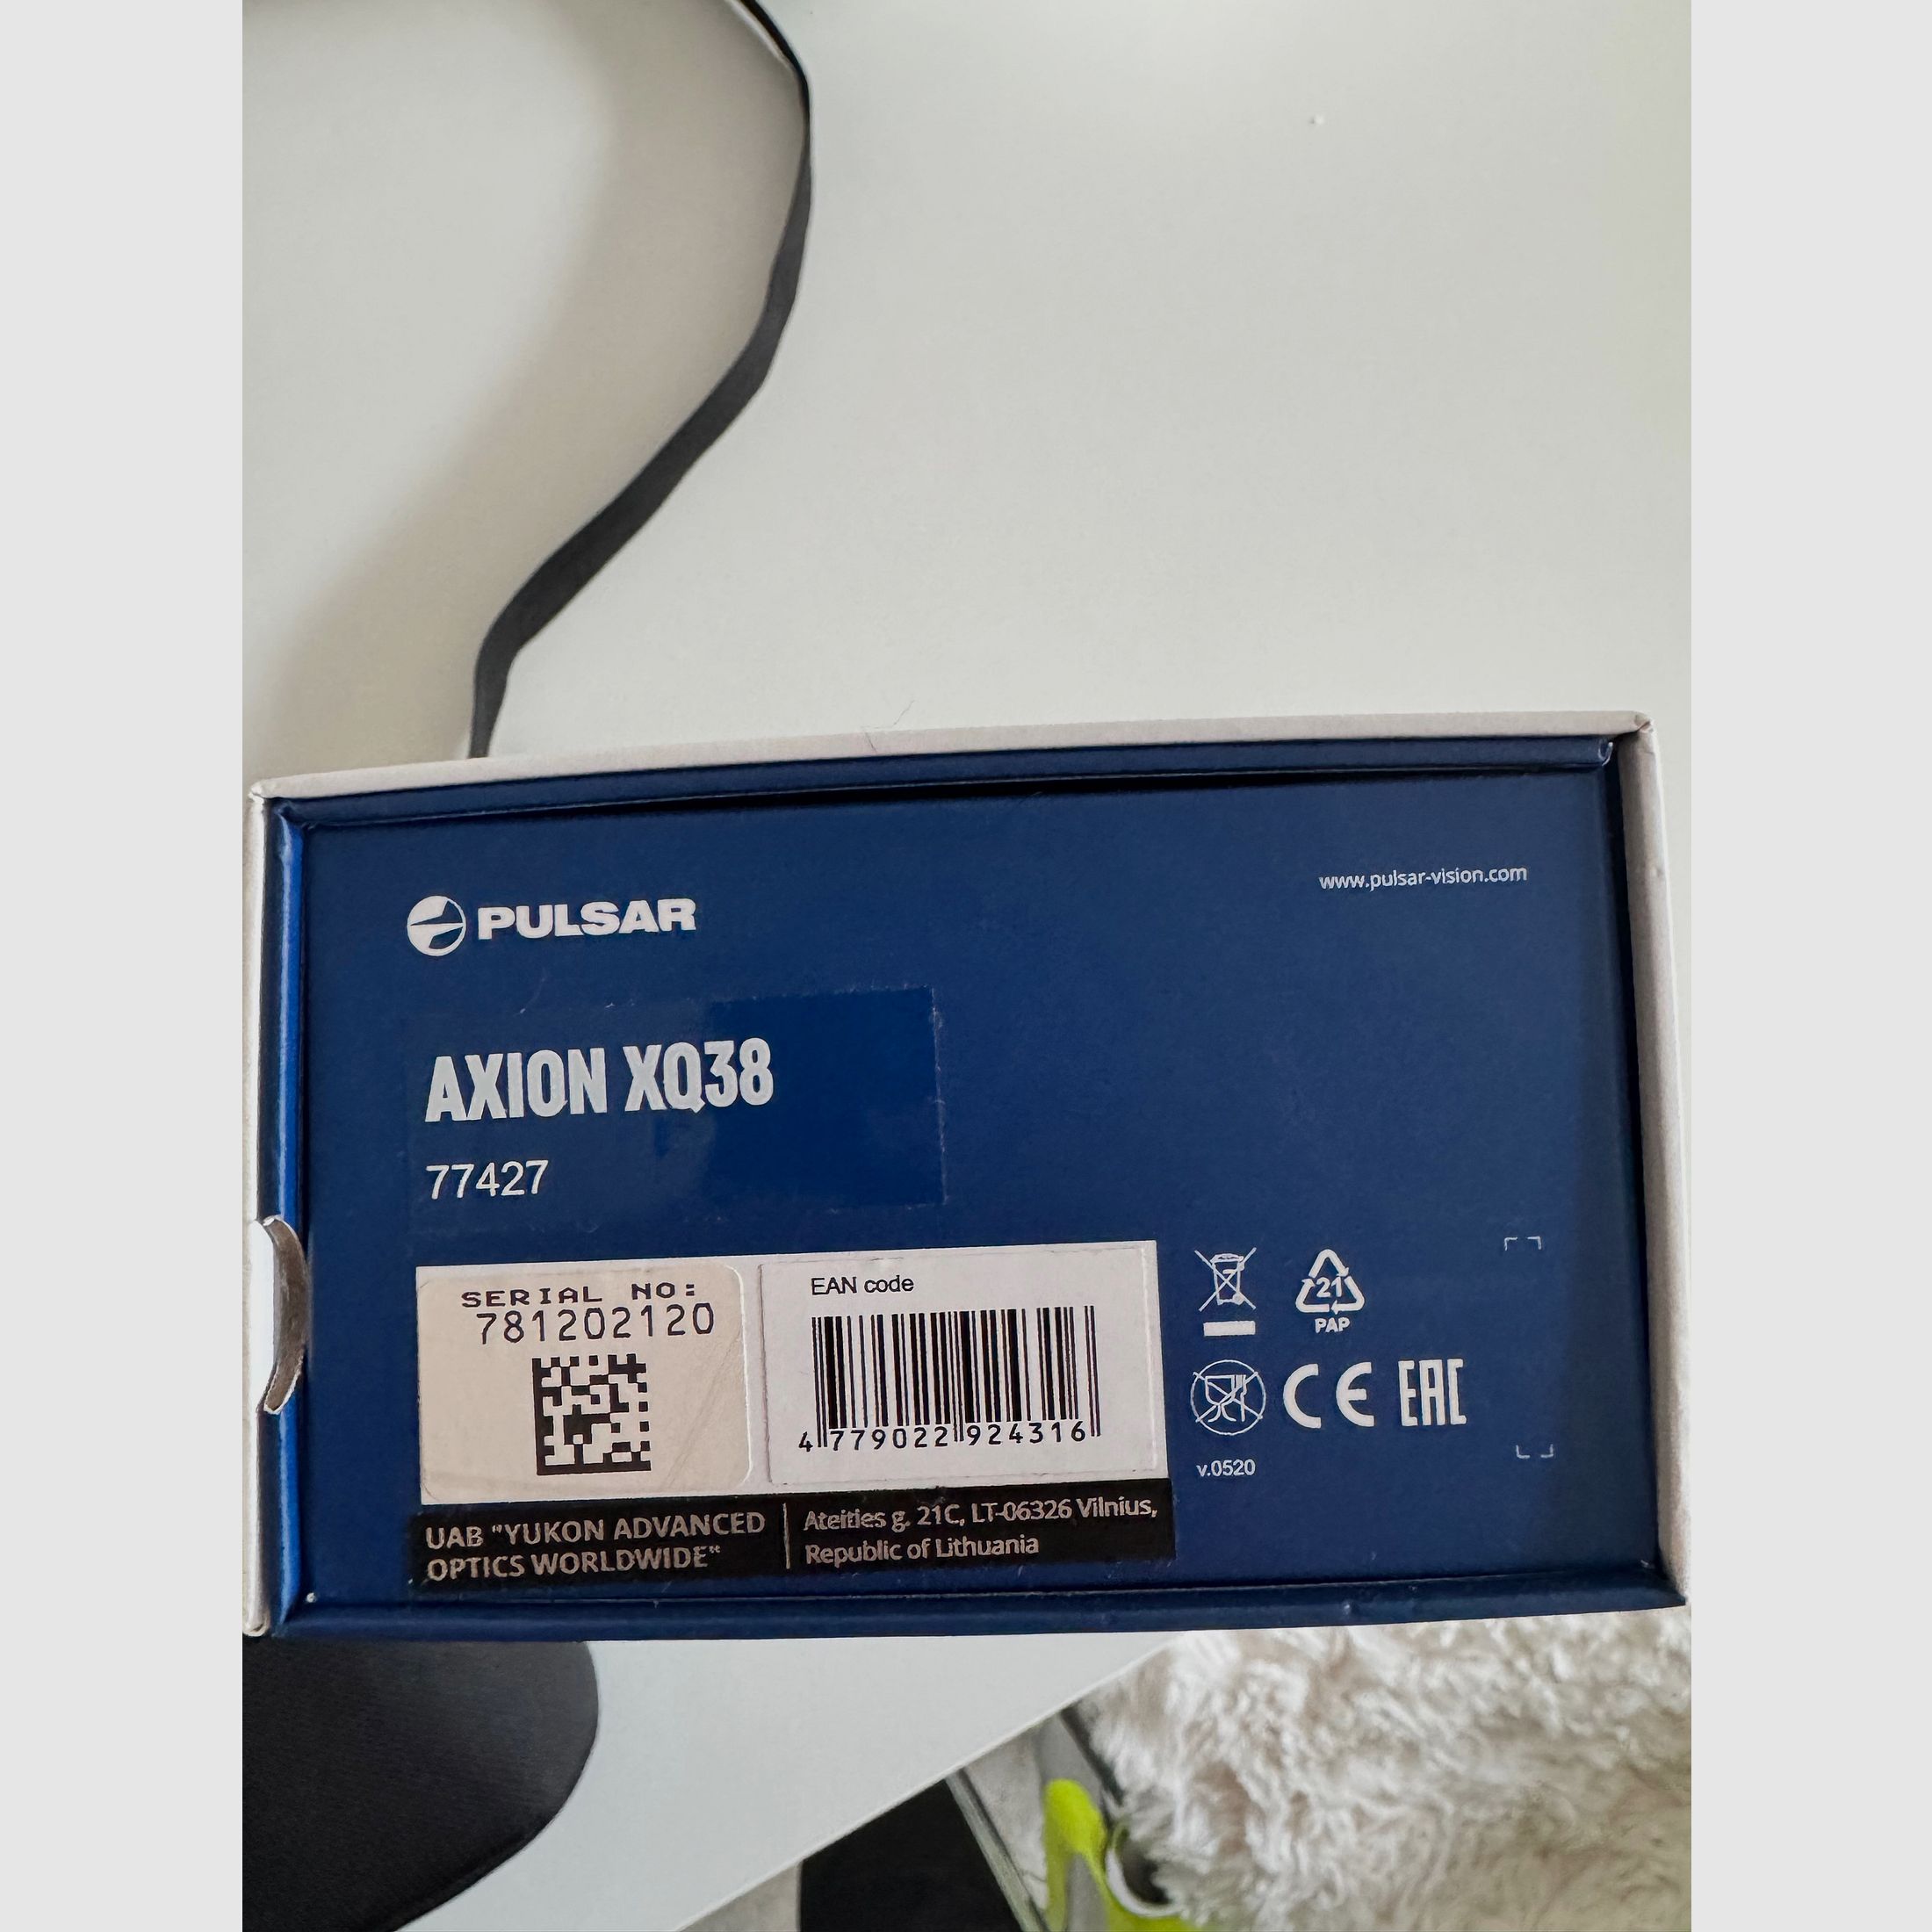 www.pulsar-vision.com
PULSAR
AXION XQ38
77427
SERIAL NO:
781202120
EAN code
4 779022 924316
21
PAP
CE EAC
v.0520
UAB "YUKON ADVANCED
OPTICS WORLDWIDE"
Ateities g. 21C, LT-06326 Vilnius,
Republic of Lithuania